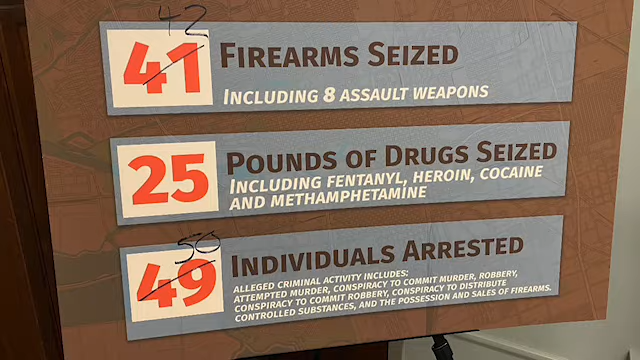 42
41 FIREARMS SEIZED
INCLUDING 8 ASSAULT WEAPONS
25 POUNDS OF DRUGS SEIZED
INCLUDING FENTANYL, HEROIN, COCAINE
AND METHAMPHETAMINE
50
49 INDIVIDUALS ARRESTED
ALLEGED CRIMINAL ACTIVITY INCLUDES:
ATTEMPTED MURDER, CONSPIRACY TO COMMIT MURDER, ROBBERY,
CONSPIRACY TO COMMIT ROBBERY, CONSPIRACY TO DISTRIBUTE
CONTROLLED SUBSTANCES, AND THE POSSESSION AND SALES OF FIREARMS.